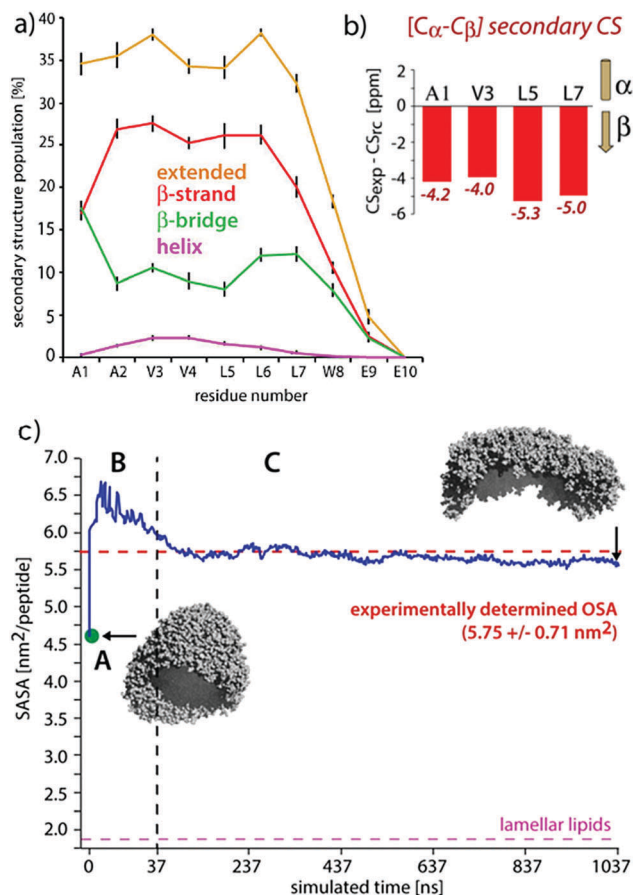 a)
secondary structure population [%]
40
35
30
25
20
15
10
5
0
extended
β-strand
β-bridge
helix
A1 A2 V3 V4 L5 L6 L7 W8 E9 E10
residue number
b)
[Cα-Cβ] secondary CS
CSexp - CSrc [ppm]
2
0
-2
-4
-6
A1 V3 L5 L7
-4.2 -4.0 -5.3 -5.0
α
β
c)
SASA [nm2/peptide]
7.0
6.5
6.0
5.5
5.0
4.5
4.0
3.5
3.0
2.5
2.0
B
C
A
experimentally determined OSA
(5.75 +/- 0.71 nm2)
lamellar lipids
0 37 237 437 637 837 1037
simulated time [ns]